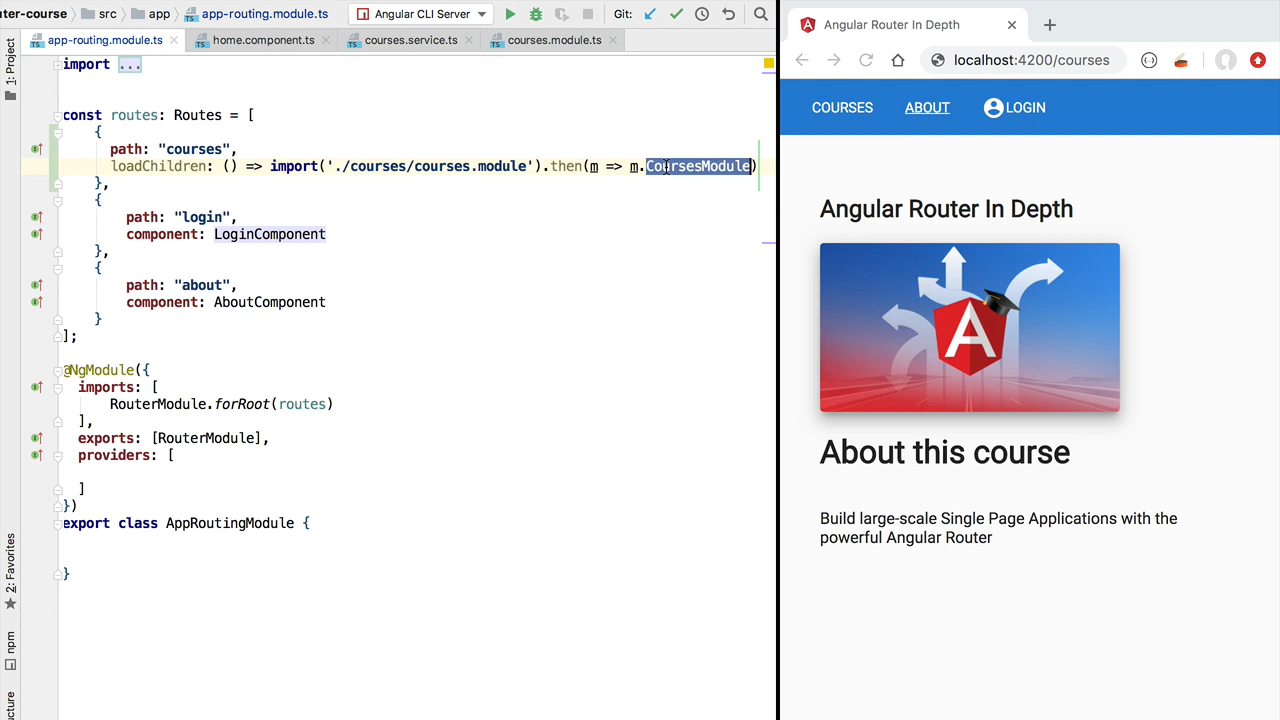 ter-course src app app-routing.module.ts Angular CLI Server Git:
app-routing.module.ts home.component.ts courses.service.ts courses.module.ts
1: Project
2: Favorites
npm
import ...
const routes: Routes = [
{
path: "courses",
loadChildren: () => import('./courses/courses.module').then(m => m.CoursesModule)
},
{
path: "login",
component: LoginComponent
},
{
path: "about",
component: AboutComponent
}
];
@NgModule({
imports: [
RouterModule.forRoot(routes)
],
exports: [RouterModule],
providers: [
]
})
export class AppRoutingModule {
}
Angular Router In Depth
localhost:4200/courses
COURSES ABOUT LOGIN
Angular Router In Depth
A
About this course
Build large-scale Single Page Applications with the
powerful Angular Router